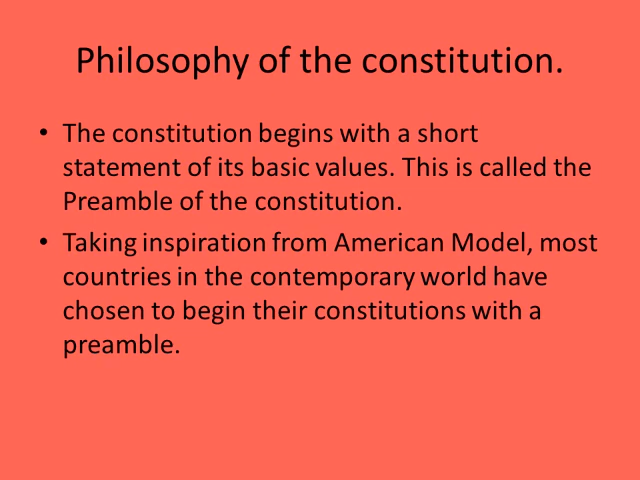 Philosophy of the constitution.
• The constitution begins with a short
statement of its basic values. This is called the
Preamble of the constitution.
• Taking inspiration from American Model, most
countries in the contemporary world have
chosen to begin their constitutions with a
preamble.